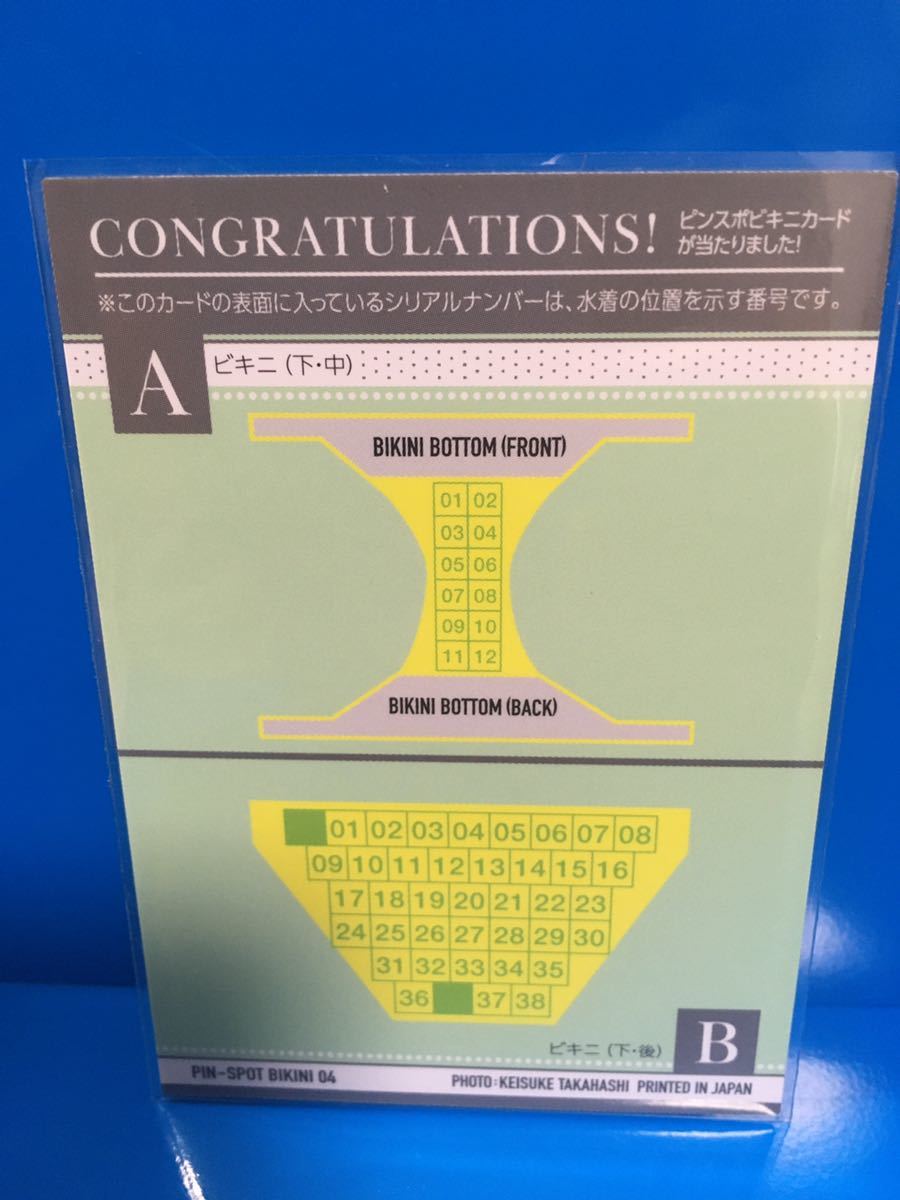 CONGRATULATIONS! ピンスポビキニカード
が当たりました!
※このカードの表面に入っているシリアルナンバーは、水着の位置を示す番号です。
A ビキニ (下・中)
BIKINI BOTTOM (FRONT)
01 02
03 04
05 06
07 08
09 10
11 12
BIKINI BOTTOM (BACK)
01 02 03 04 05 06 07 08
09 10 11 12 13 14 15 16
17 18 19 20 21 22 23
24 25 26 27 28 29 30
31 32 33 34 35
36 37 38
ビキニ (下・後) B
PIN-SPOT BIKINI 04 PHOTO:KEISUKE TAKAHASHI PRINTED IN JAPAN